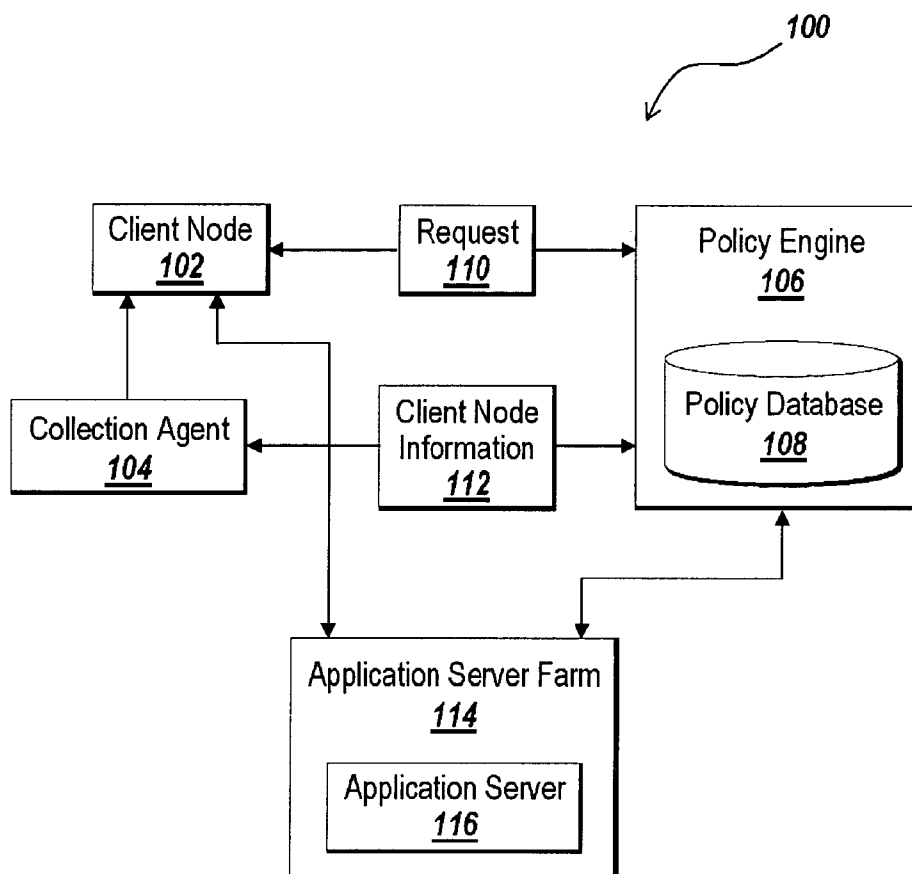 100
Client Node
102
Request
110
Policy Engine
106
Policy Database
108
Collection Agent
104
Client Node
Information
112
Application Server Farm
114
Application Server
116